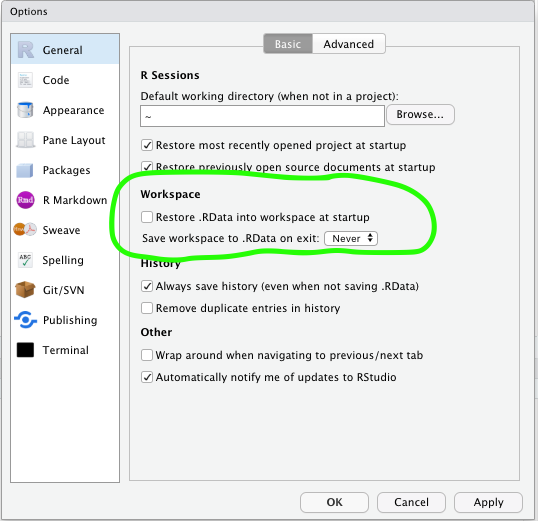 Options
General
Code
Appearance
Pane Layout
Packages
Rmd R Markdown
Sweave
ABC Spelling
Git/SVN
Publishing
Terminal
Basic Advanced
R Sessions
Default working directory (when not in a project):
~ Browse...
Restore most recently opened project at startup
Restore previously open source documents at startup
Workspace
Restore .RData into workspace at startup
Save workspace to .RData on exit: Never
History
Always save history (even when not saving .RData)
Remove duplicate entries in history
Other
Wrap around when navigating to previous/next tab
Automatically notify me of updates to RStudio
OK Cancel Apply